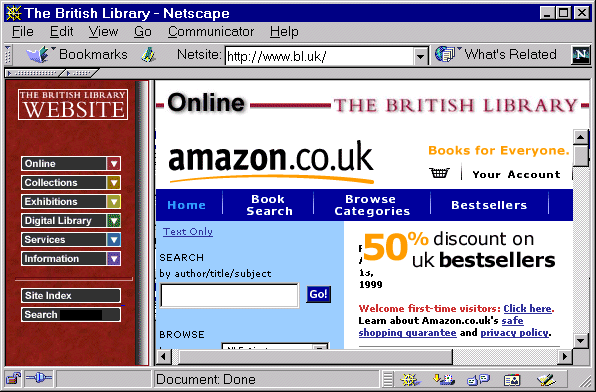 The British Library - Netscape
File Edit View Go Communicator Help
Bookmarks Netsite: http://www.bl.uk/ What's Related N
THE BRITISH LIBRARY
WEBSITE
Online
Collections
Exhibitions
Digital Library
Services
Information
Site Index
Search
Online THE BRITISH LIBRARY
amazon.co.uk
Books for Everyone.
Your Account
Home
Book Search
Browse Categories
Bestsellers
Text Only
SEARCH
by author/title/subject
Go!
BROWSE
50% discount on
uk bestsellers
13,
1999
Welcome first-time visitors: Click here.
Learn about Amazon.co.uk's safe
shopping guarantee and privacy policy.
Document: Done